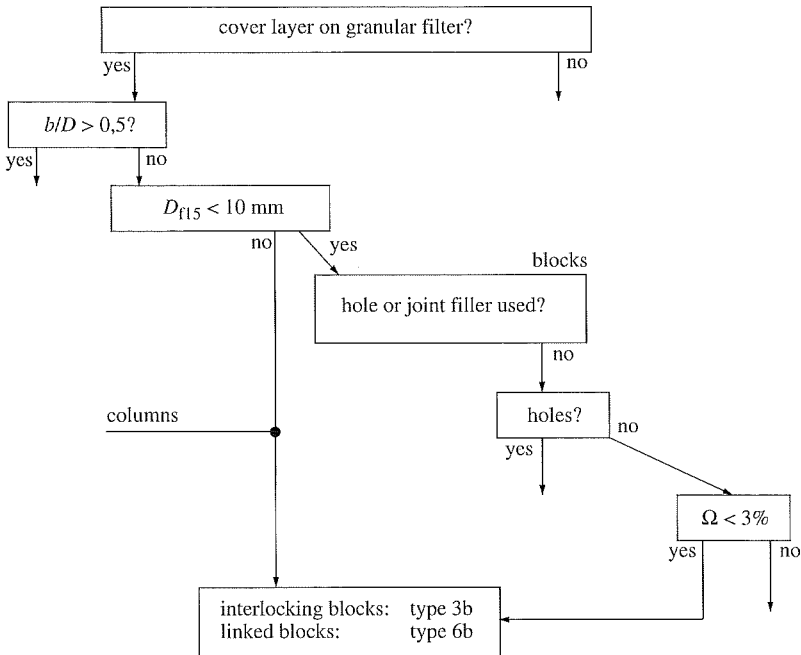 cover layer on granular filter?
yes
no
b/D > 0,5?
yes
no
D_f15 < 10 mm
no
yes
blocks
hole or joint filler used?
no
columns
holes?
no
yes
Ω < 3%
yes
no
interlocking blocks: type 3b
linked blocks: type 6b